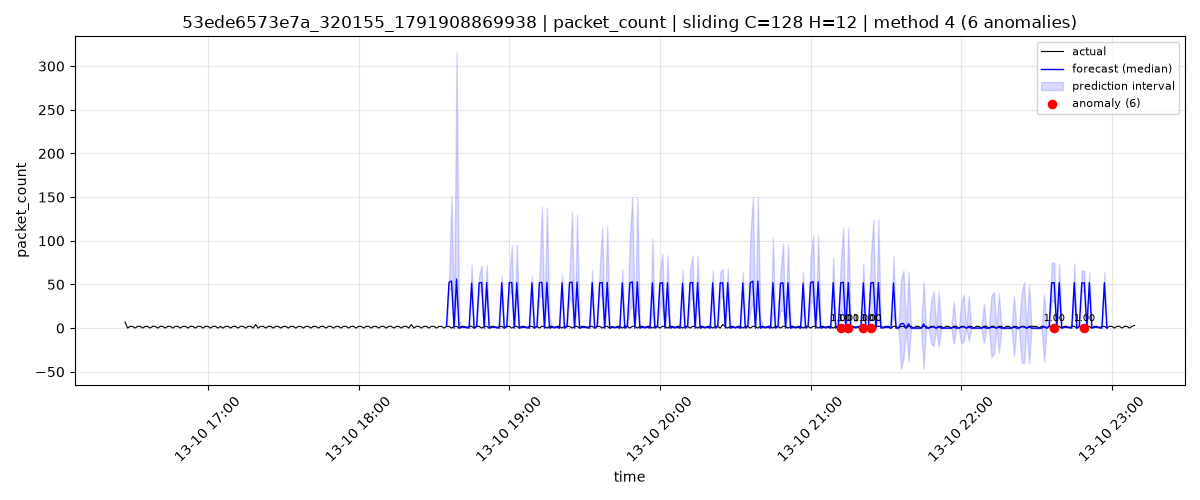 53ede6573e7a_320155_1791908869938 | packet_count | sliding C=128 H=12 | method 4 (6 anomalies)
actual
forecast (median)
prediction interval
anomaly (6)
packet_count
300
250
200
150
100
50
0
−50
1.00
1.00
13-10 17:00
13-10 18:00
13-10 19:00
13-10 20:00
13-10 21:00
13-10 22:00
13-10 23:00
time